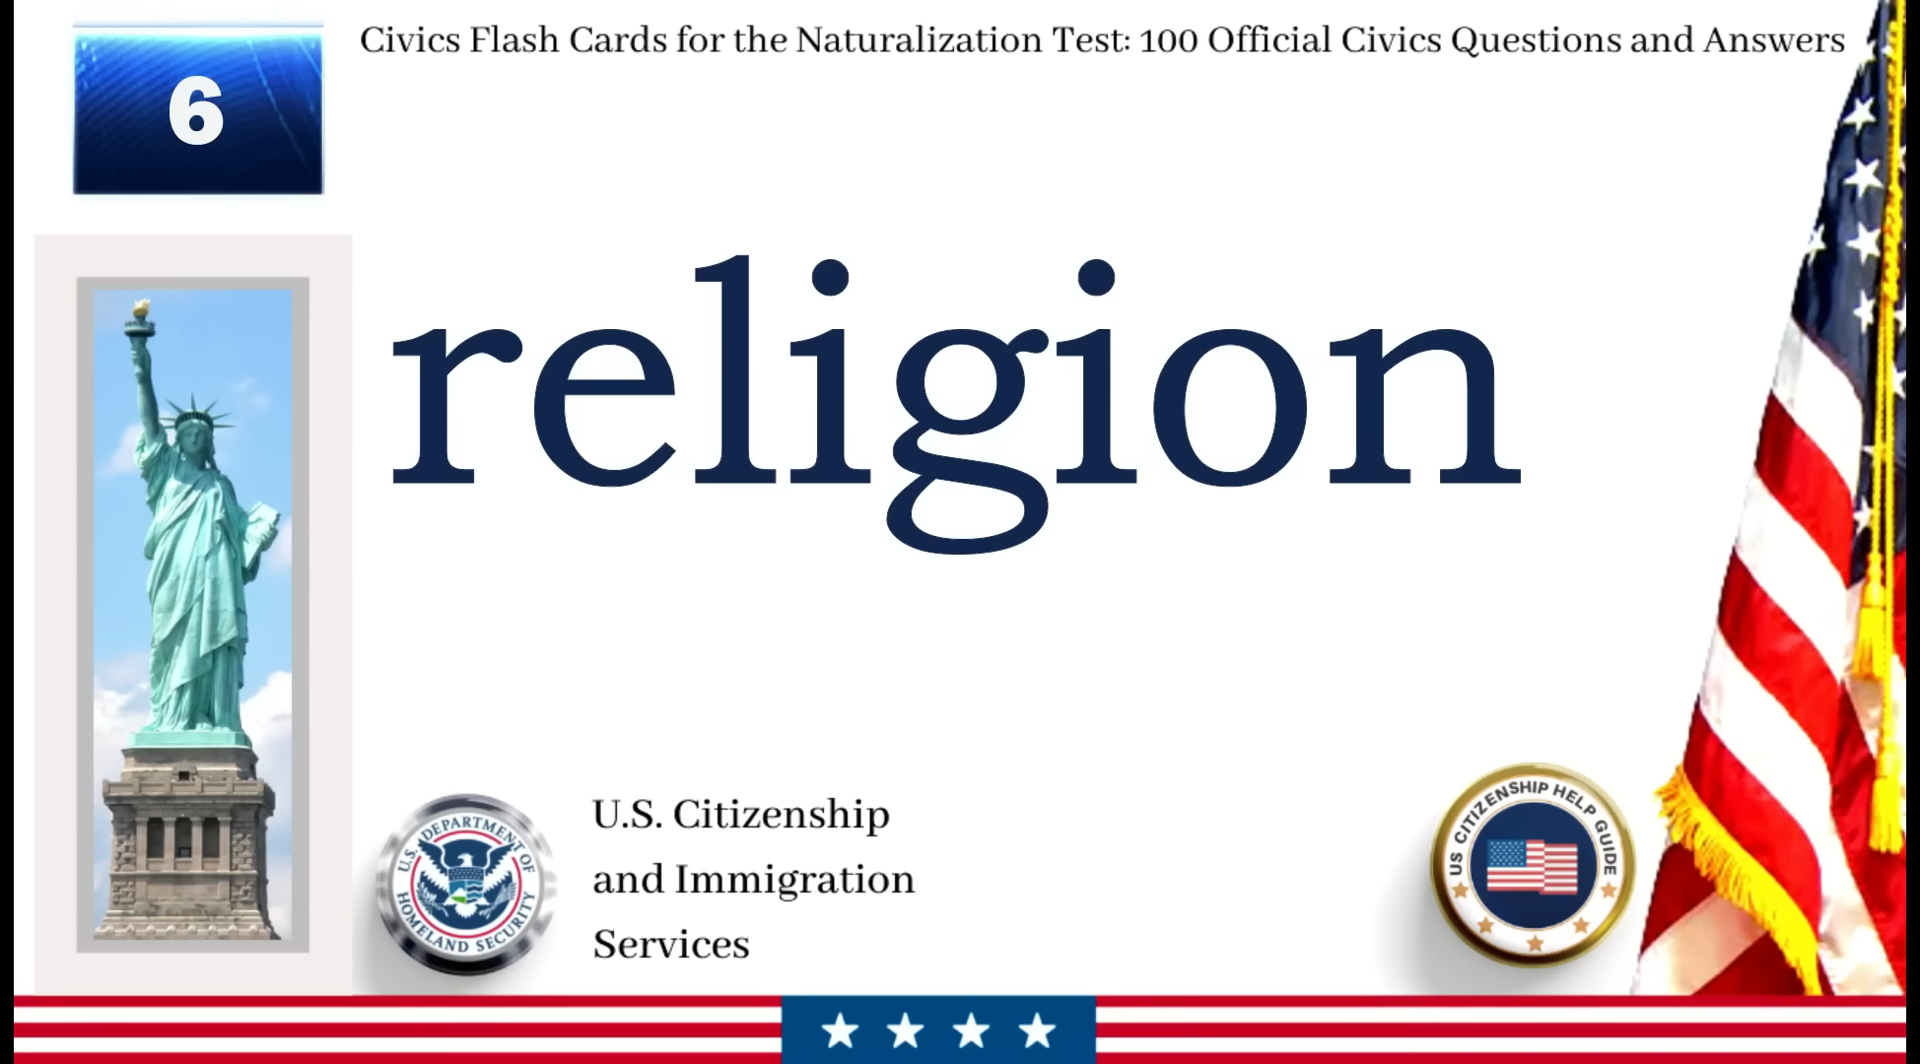 6
Civics Flash Cards for the Naturalization Test: 100 Official Civics Questions and Answers
religion
U.S. DEPARTMENT OF
HOMELAND SECURITY
U.S. Citizenship
and Immigration
Services
US CITIZENSHIP HELP GUIDE